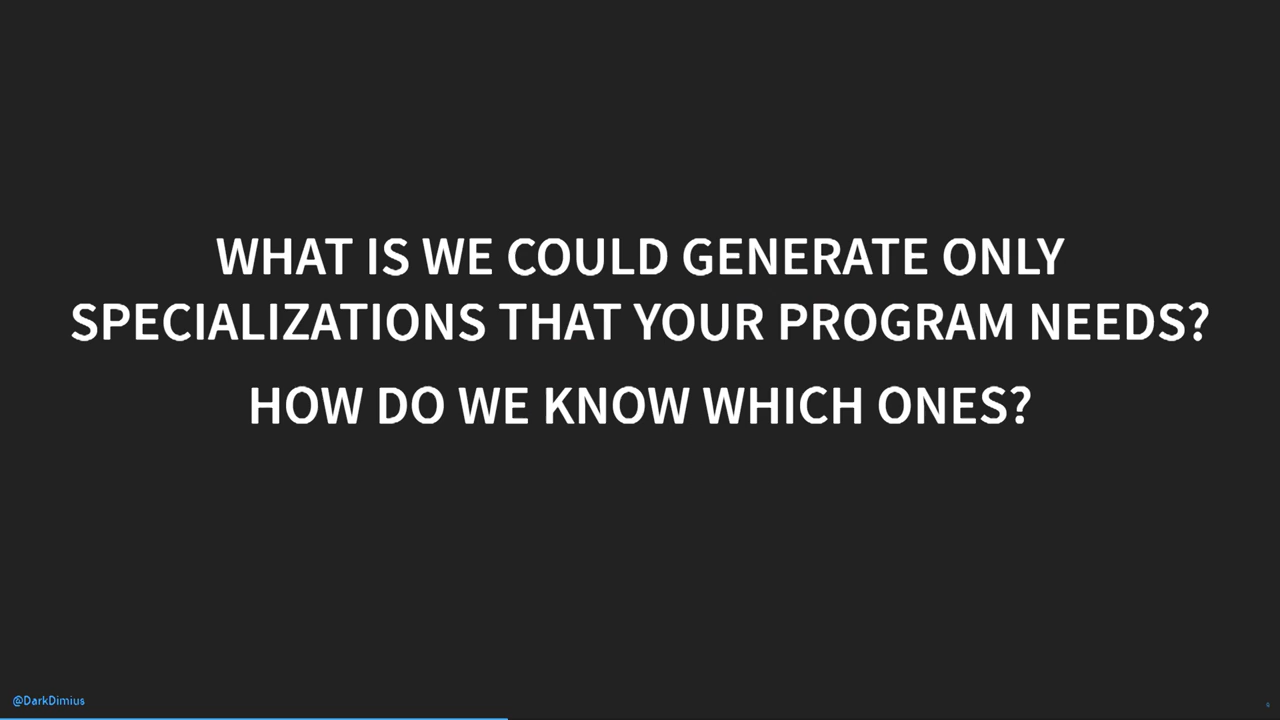 WHAT IS WE COULD GENERATE ONLY
SPECIALIZATIONS THAT YOUR PROGRAM NEEDS?
HOW DO WE KNOW WHICH ONES?
@DarkDimius